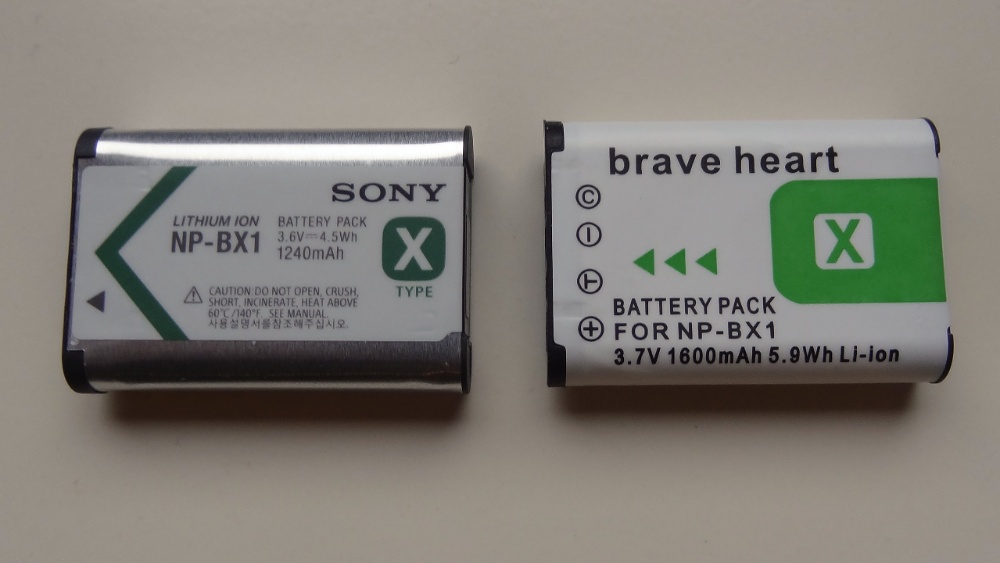 SONY
LITHIUM ION
NP-BX1
BATTERY PACK
3.6V⎓4.5Wh
1240mAh
X
TYPE
CAUTION: DO NOT OPEN, CRUSH,
SHORT, INCINERATE, HEAT ABOVE
60℃/140℉. SEE MANUAL.
사용설명서를참조해주십시오.
brave heart
C
I
T
+
X
BATTERY PACK
FOR NP-BX1
3.7V 1600mAh 5.9Wh Li-ion